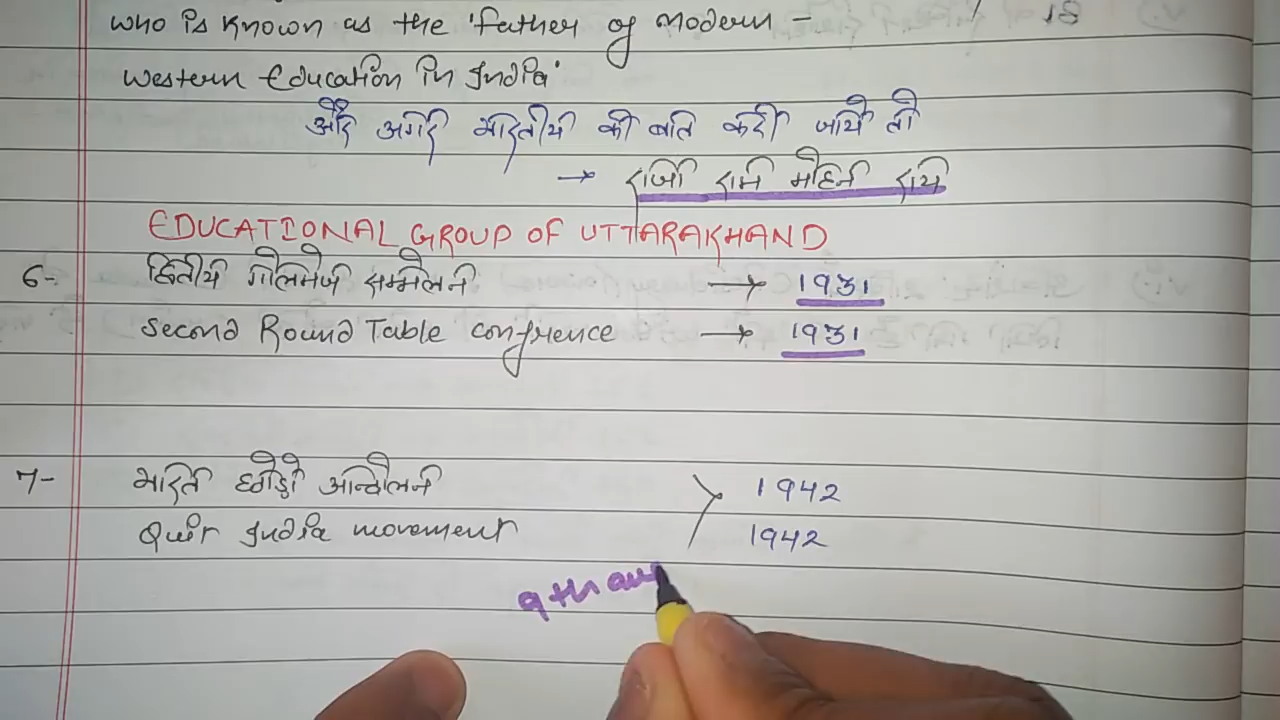 who is known as the 'father of modern -
18
western Education in India'
और अगर भारतीय की बात करी जाये तो
→ राजा राम मोहन राय
EDUCATIONAL GROUP OF UTTARAKHAND
6- द्वितीय गोलमेज सम्मेलन → 1931
Second Round Table confrience → 1931
7- भारत छोड़ो आन्दोलन 1942
Quit India movement 1942
9th au